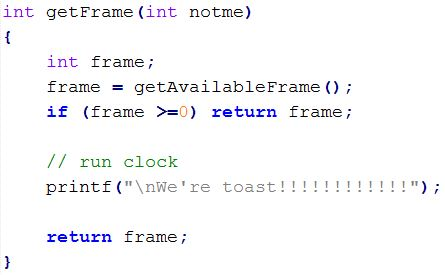 int getFrame(int notme)
{
    int frame;
    frame = getAvailableFrame();
    if (frame >=0) return frame;

    // run clock
    printf("\nWe're toast!!!!!!!!!!!!");

    return frame;
}